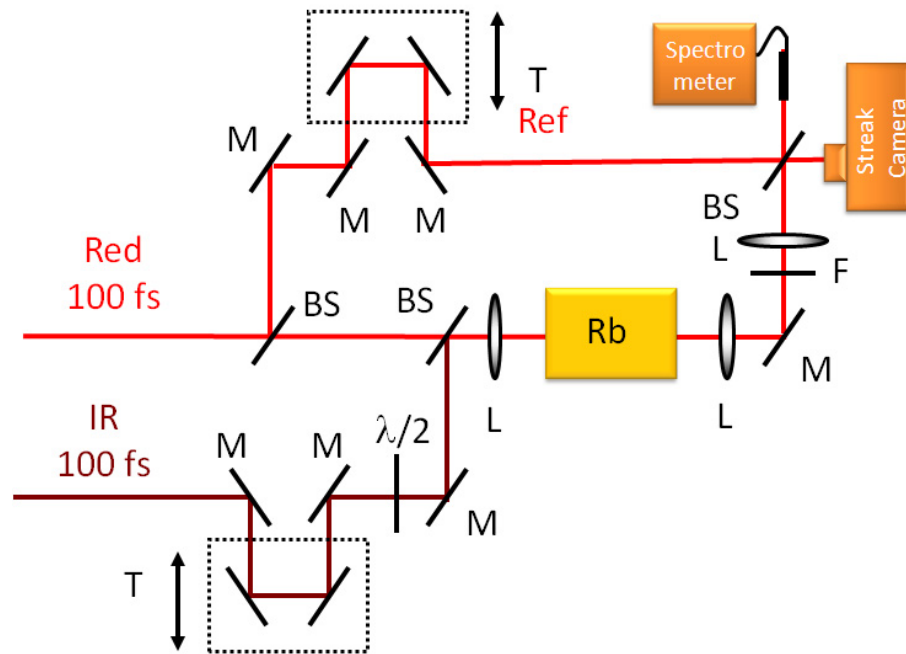 Spectro
meter
T
Ref
M
M
M
Streak
Camera
BS
L
F
Red
100 fs
BS
BS
Rb
M
L
L
IR
100 fs
M
M
λ/2
M
T